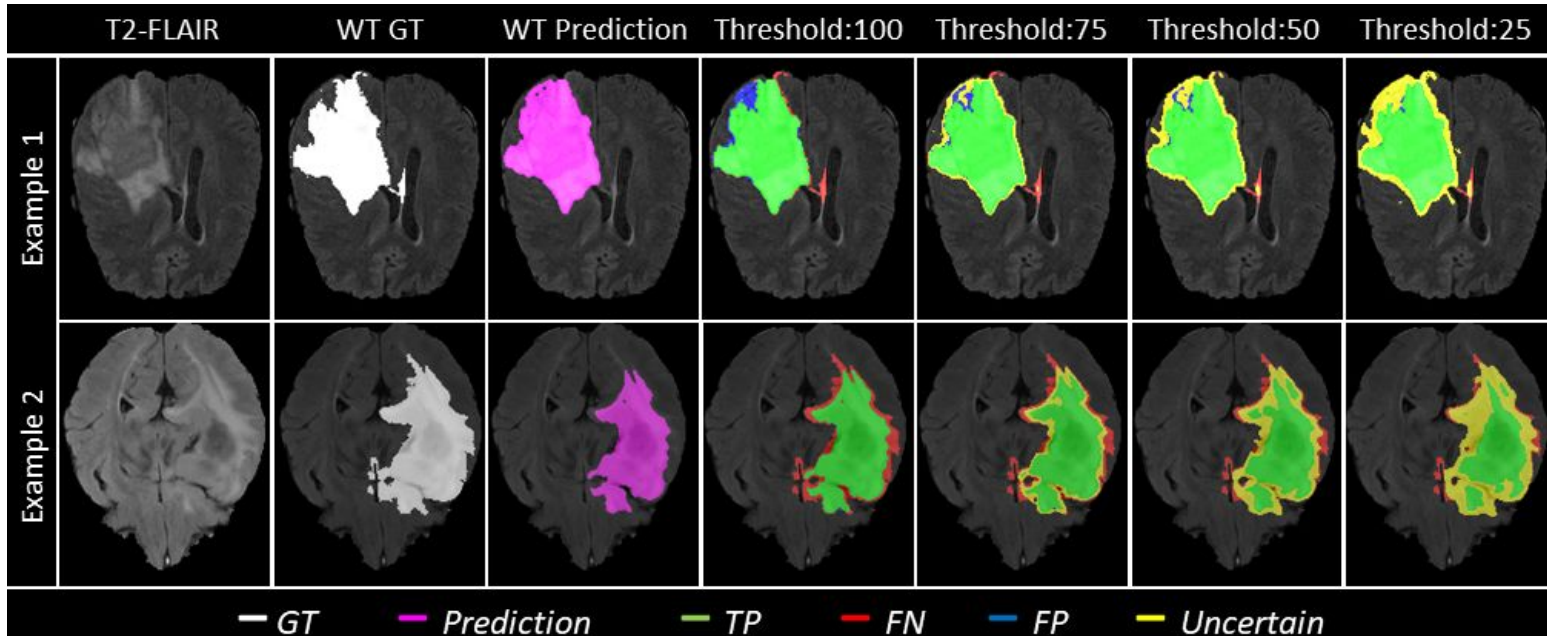 T2-FLAIR WT GT WT Prediction Threshold:100 Threshold:75 Threshold:50 Threshold:25
Example 1
Example 2
GT Prediction TP FN FP Uncertain